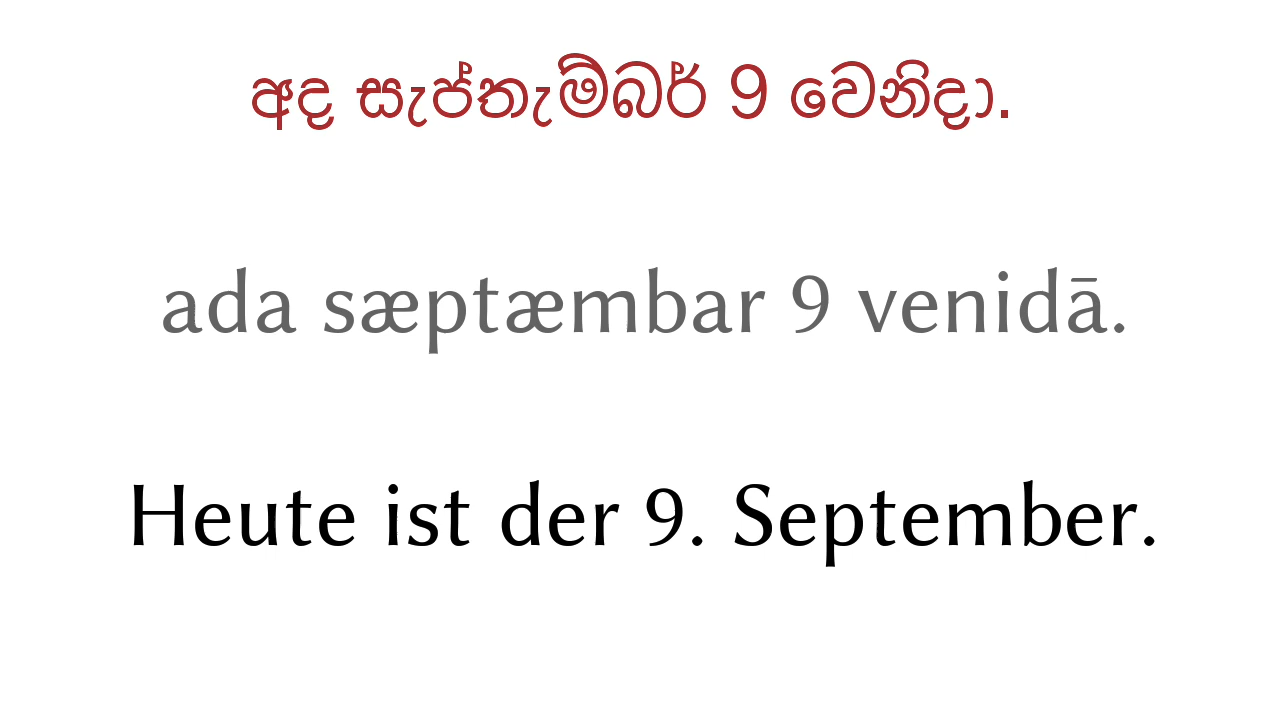 අද සැප්තැම්බර් 9 වෙනිදා.
ada sæptæmbar 9 venidā.
Heute ist der 9. September.